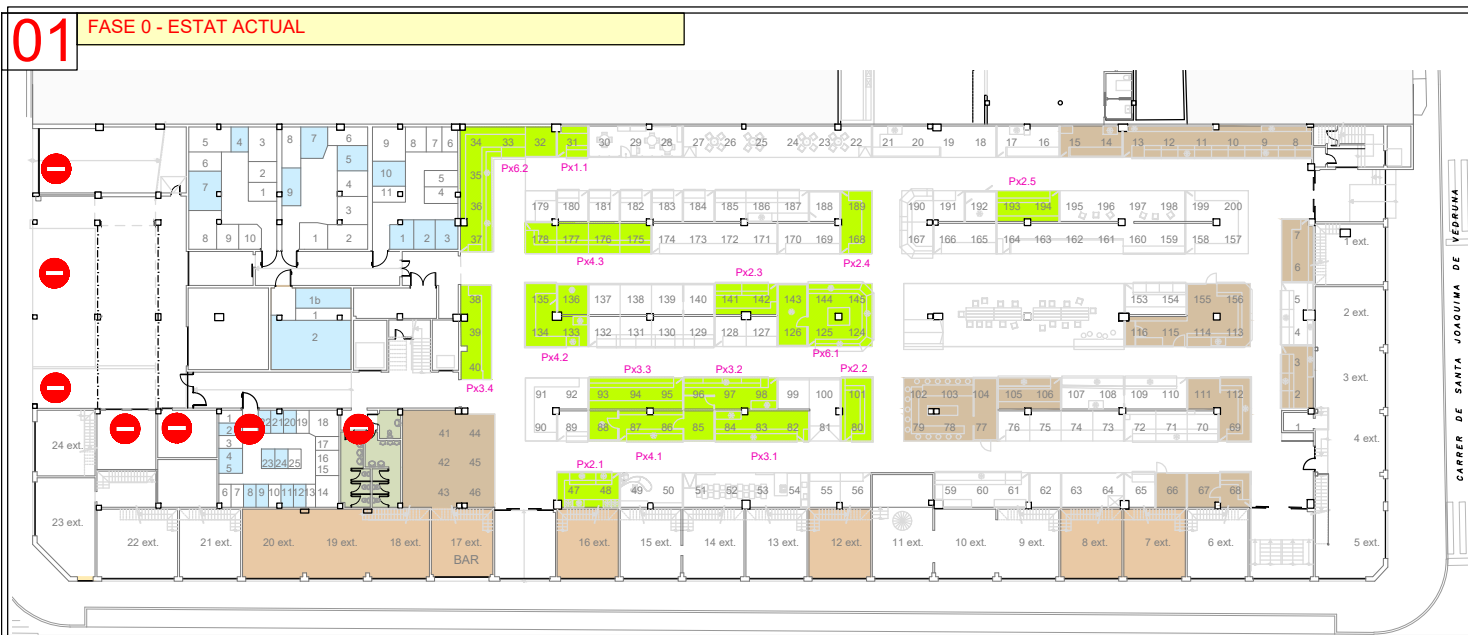 01
FASE 0 - ESTAT ACTUAL
5 4 3 8 7 6 9 8 7 6 34 33 32 31 30 29 28 27 26 25 24 23 22 21 20 19 18 17 16 15 14 13 12 11 10 9 8
6 2 5 10 5 35 Px6.2 Px1.1
7 1 9 4 11 4 Px2.5
3 36 179 180 181 182 183 184 185 186 187 188 189 190 191 192 193 194 195 196 197 198 199 200
8 9 10 1 2 1 2 3 37 178 177 176 175 174 173 172 171 170 169 168 167 166 165 164 163 162 161 160 159 158 157 7 1 ext.
Px4.3 Px2.3 Px2.4 6
1b 38 135 136 137 138 139 140 141 142 143 144 145 153 154 155 156 5
1 2 ext.
2 39 134 133 132 131 130 129 128 127 126 125 124 116 115 114 113 4
40 Px4.2 Px6.1 3
Px3.4 Px3.3 Px3.2 Px2.2 3 ext.
91 92 93 94 95 96 97 98 99 100 101 102 103 104 105 106 107 108 109 110 111 112 2
1 22 21 20 19 18
2 90 89 88 87 86 85 84 83 82 81 80 79 78 77 76 75 74 73 72 71 70 69 1
24 ext. 3 17 41 44 4 ext.
4 23 24 25 16 42 45 Px2.1 Px4.1 Px3.1
5 15
6 7 8 9 10 11 12 13 14 43 46 47 48 49 50 51 52 53 54 55 56 59 60 61 62 63 64 65 66 67 68
23 ext. 22 ext. 21 ext. 20 ext. 19 ext. 18 ext. 17 ext. 16 ext. 15 ext. 14 ext. 13 ext. 12 ext. 11 ext. 10 ext. 9 ext. 8 ext. 7 ext. 6 ext. 5 ext.
BAR
CARRER DE SANTA JOAQUIMA DE VEDRUNA